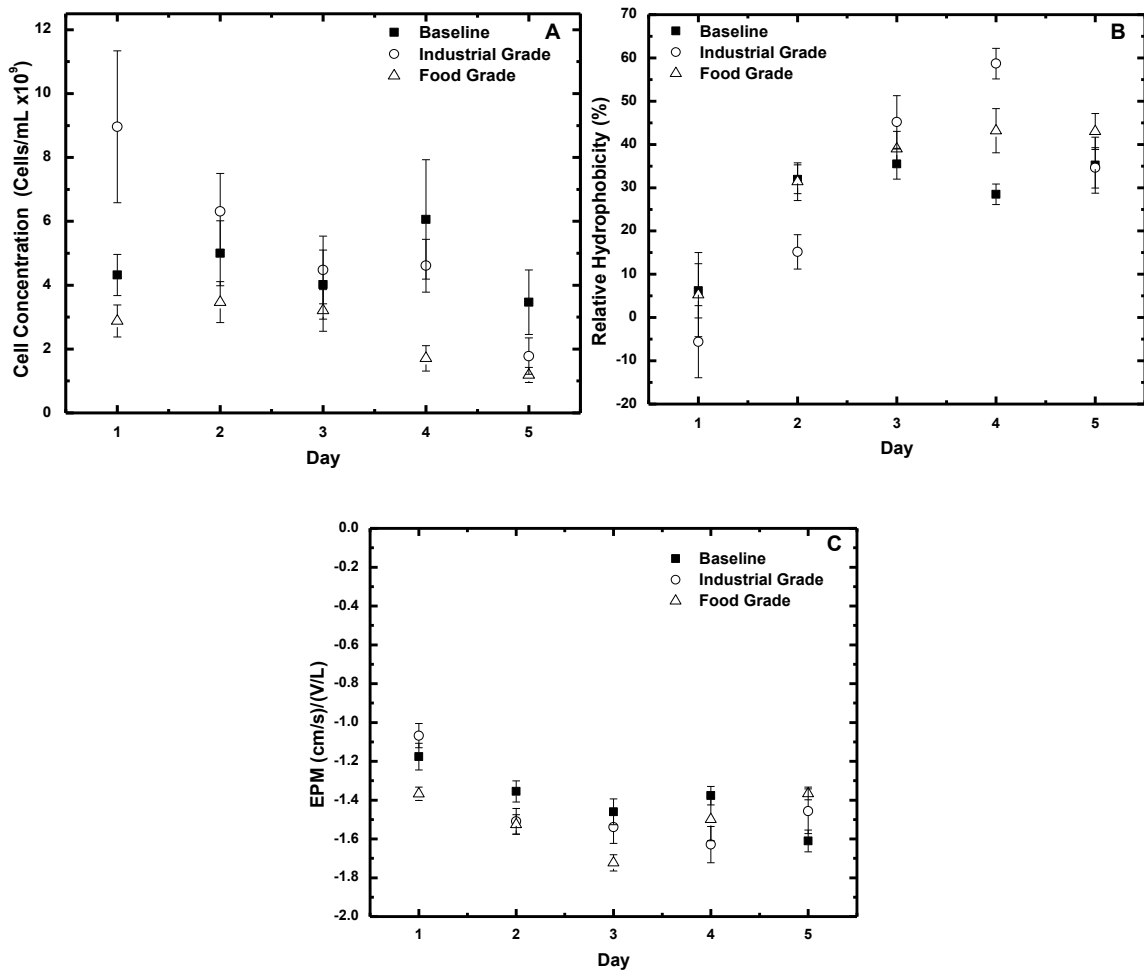 A
Baseline
Industrial Grade
Food Grade
12
10
8
6
4
2
0
Cell Concentration (Cells/mL x10⁹)
1 2 3 4 5
Day
B
Baseline
Industrial Grade
Food Grade
70
60
50
40
30
20
10
0
-10
-20
Relative Hydrophobicity (%)
1 2 3 4 5
Day
C
Baseline
Industrial Grade
Food Grade
0.0
-0.2
-0.4
-0.6
-0.8
-1.0
-1.2
-1.4
-1.6
-1.8
-2.0
EPM (cm/s)/(V/L)
1 2 3 4 5
Day